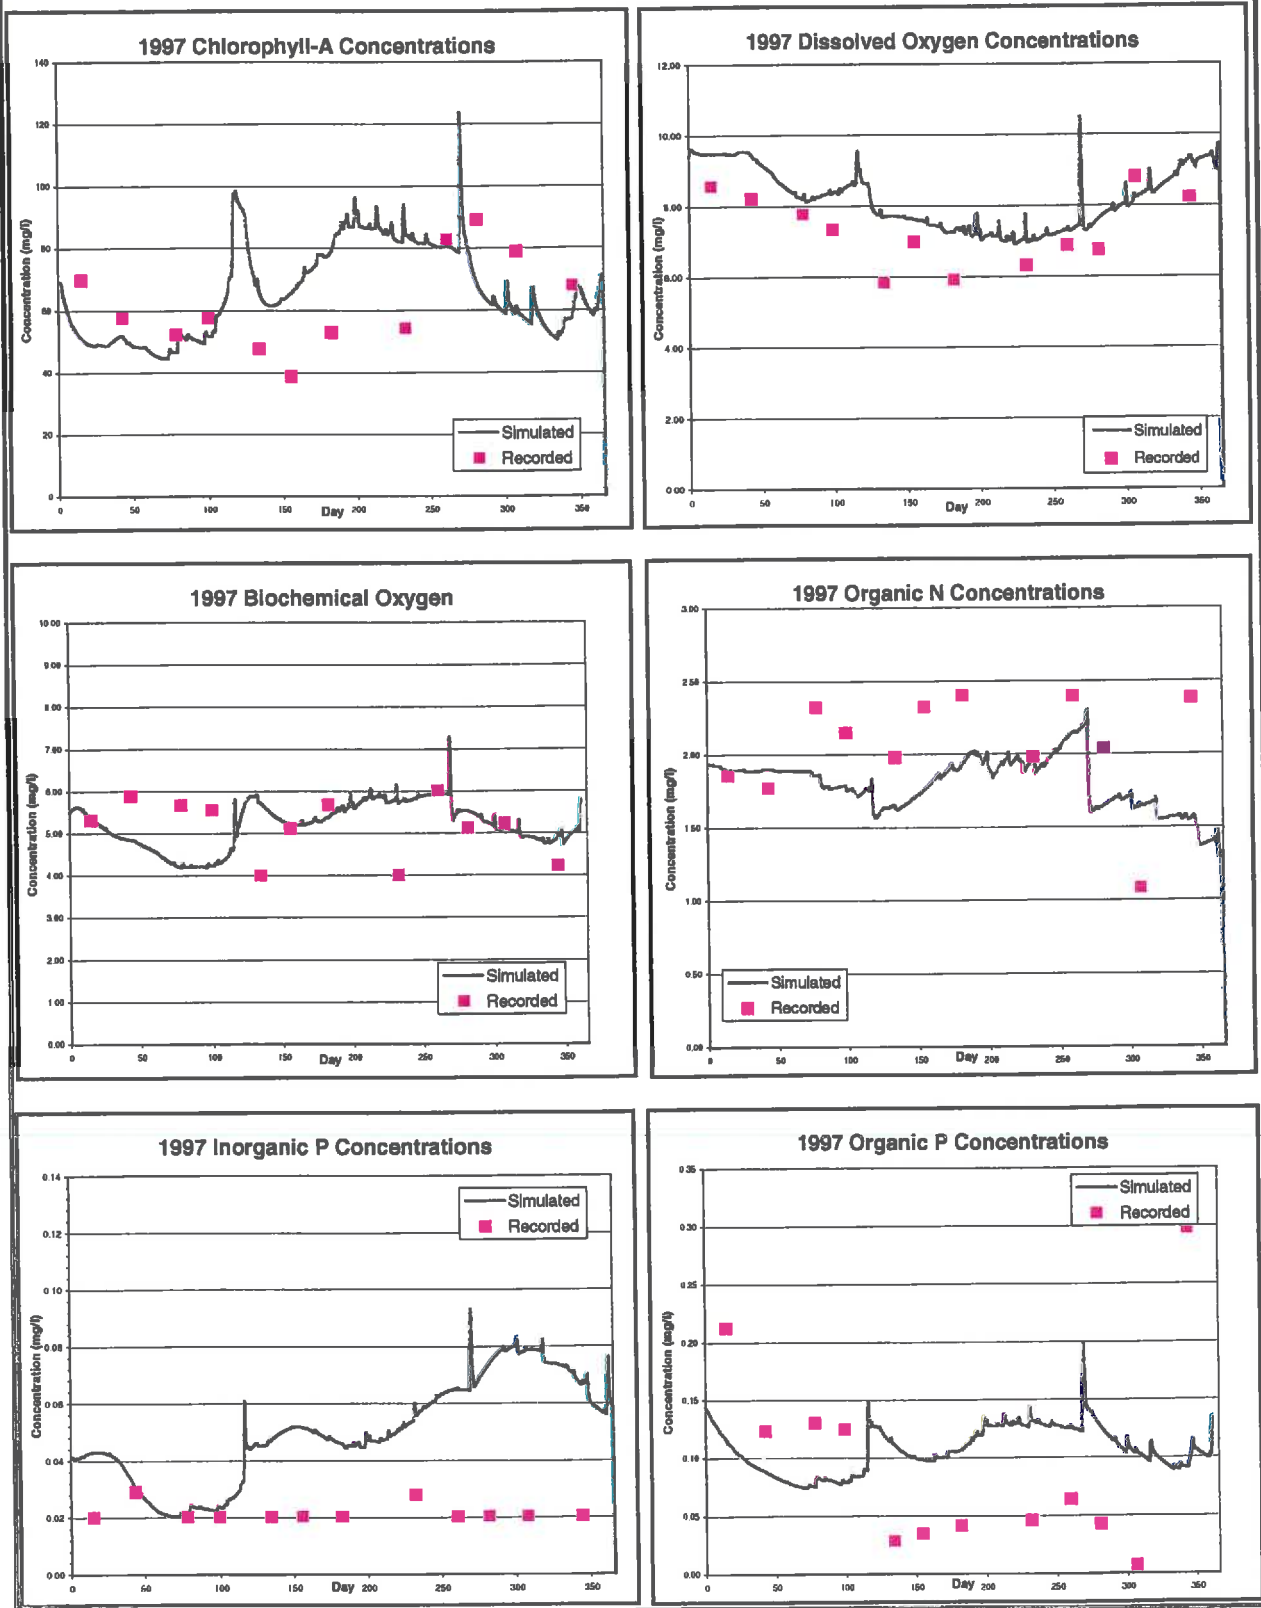 1997 Chlorophyll-A Concentrations
140
120
100
80
60
40
20
0
Concentration (mg/l)
0 50 100 150 200 250 300 350
Day
Simulated
Recorded
1997 Dissolved Oxygen Concentrations
12.00
10.00
8.00
6.00
4.00
2.00
0.00
Concentration (mg/l)
0 50 100 150 200 250 300 350
Day
Simulated
Recorded
1997 Biochemical Oxygen
10.00
9.00
8.00
7.00
6.00
5.00
4.00
3.00
2.00
1.00
0.00
Concentration (mg/l)
0 50 100 150 200 250 300 350
Day
Simulated
Recorded
1997 Organic N Concentrations
3.00
2.50
2.00
1.50
1.00
0.50
0.00
Concentration (mg/l)
0 50 100 150 200 250 300 350
Day
Simulated
Recorded
1997 Inorganic P Concentrations
0.14
0.12
0.10
0.08
0.06
0.04
0.02
0.00
Concentration (mg/l)
0 50 100 150 200 250 300 350
Day
Simulated
Recorded
1997 Organic P Concentrations
0.35
0.30
0.25
0.20
0.15
0.10
0.05
0.00
Concentration (mg/l)
0 50 100 150 200 250 300 350
Day
Simulated
Recorded